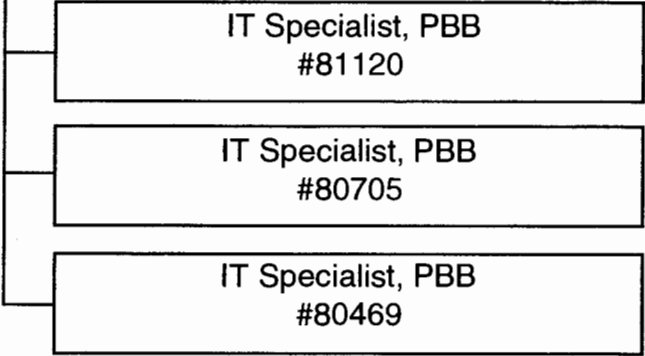 IT Specialist, PBB
#81120
IT Specialist, PBB
#80705
IT Specialist, PBB
#80469